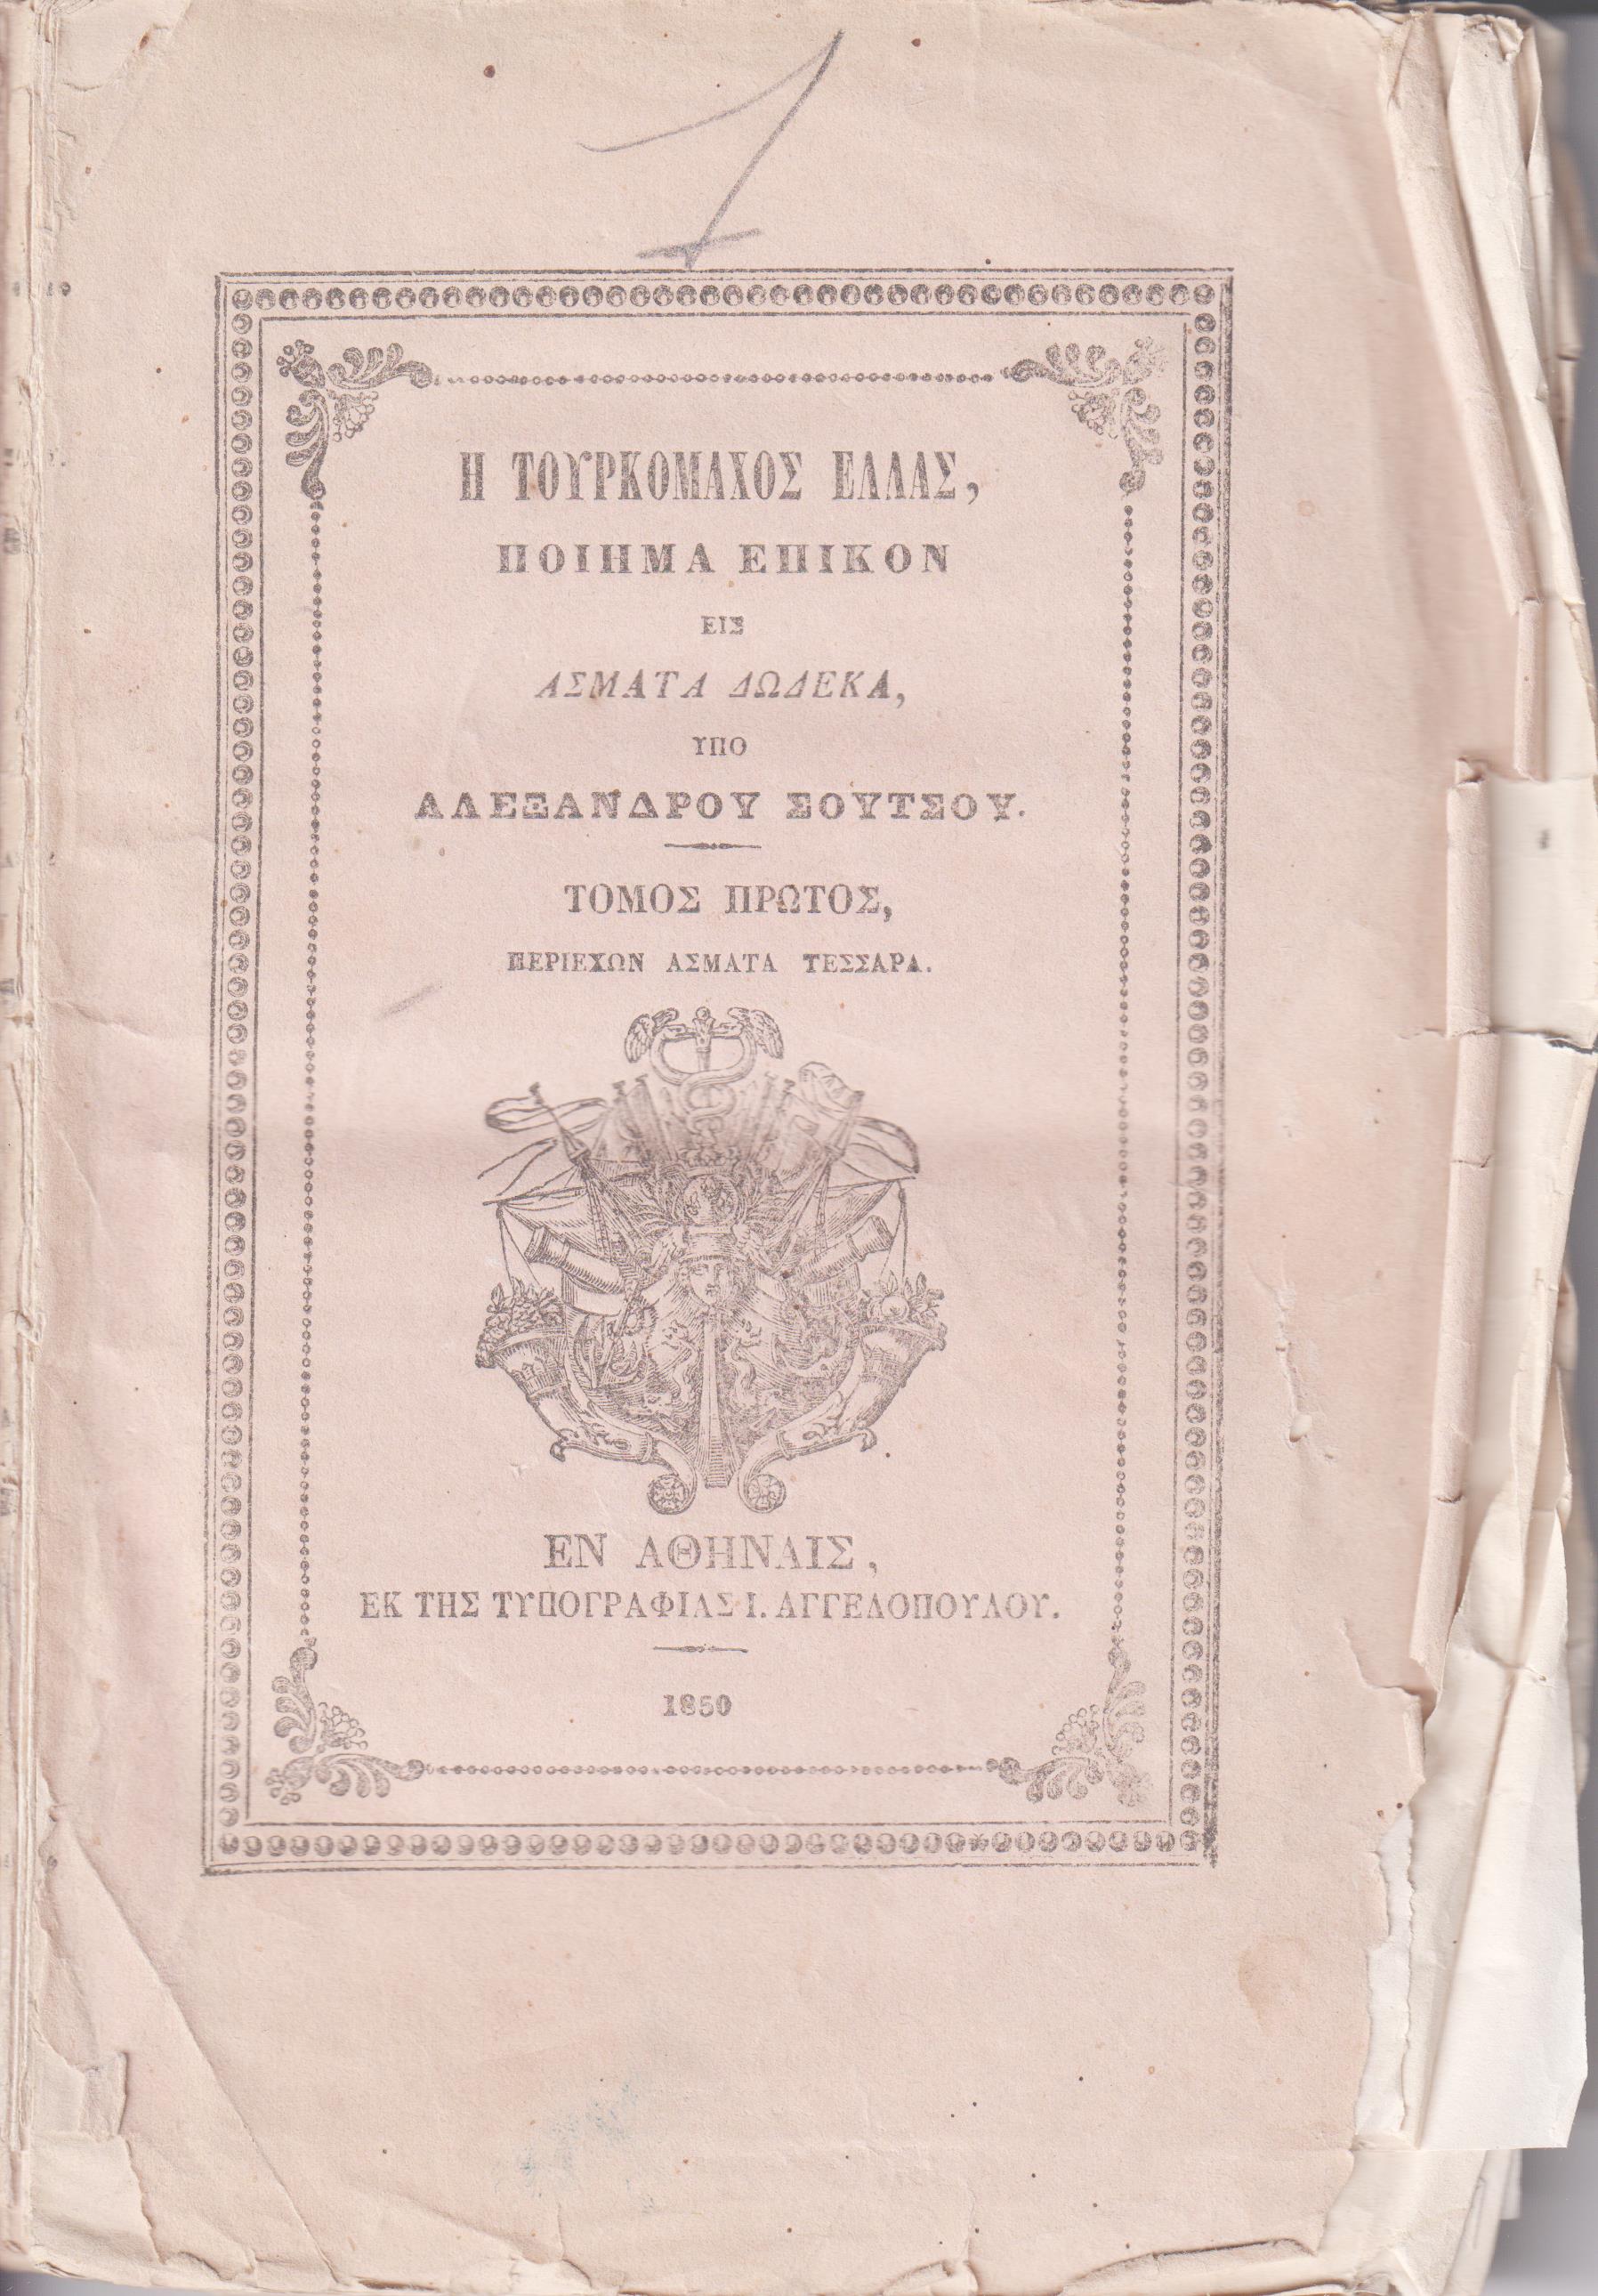 1
Η ΤΟΥΡΚΟΜΑΧΟΣ ΕΛΛΑΣ,
ΠΟΙΗΜΑ ΕΠΙΚΟΝ
ΕΙΣ
ΑΣΜΑΤΑ ΔΩΔΕΚΑ,
ΥΠΟ
ΑΛΕΞΑΝΔΡΟΥ ΣΟΥΤΣΟΥ.
ΤΟΜΟΣ ΠΡΩΤΟΣ,
ΠΕΡΙΕΧΩΝ ΑΣΜΑΤΑ ΤΕΣΣΑΡΑ.
ΕΝ ΑΘΗΝΑΙΣ,
ΕΚ ΤΗΣ ΤΥΠΟΓΡΑΦΙΑΣ Ι. ΑΓΓΕΛΟΠΟΥΛΟΥ.
1850